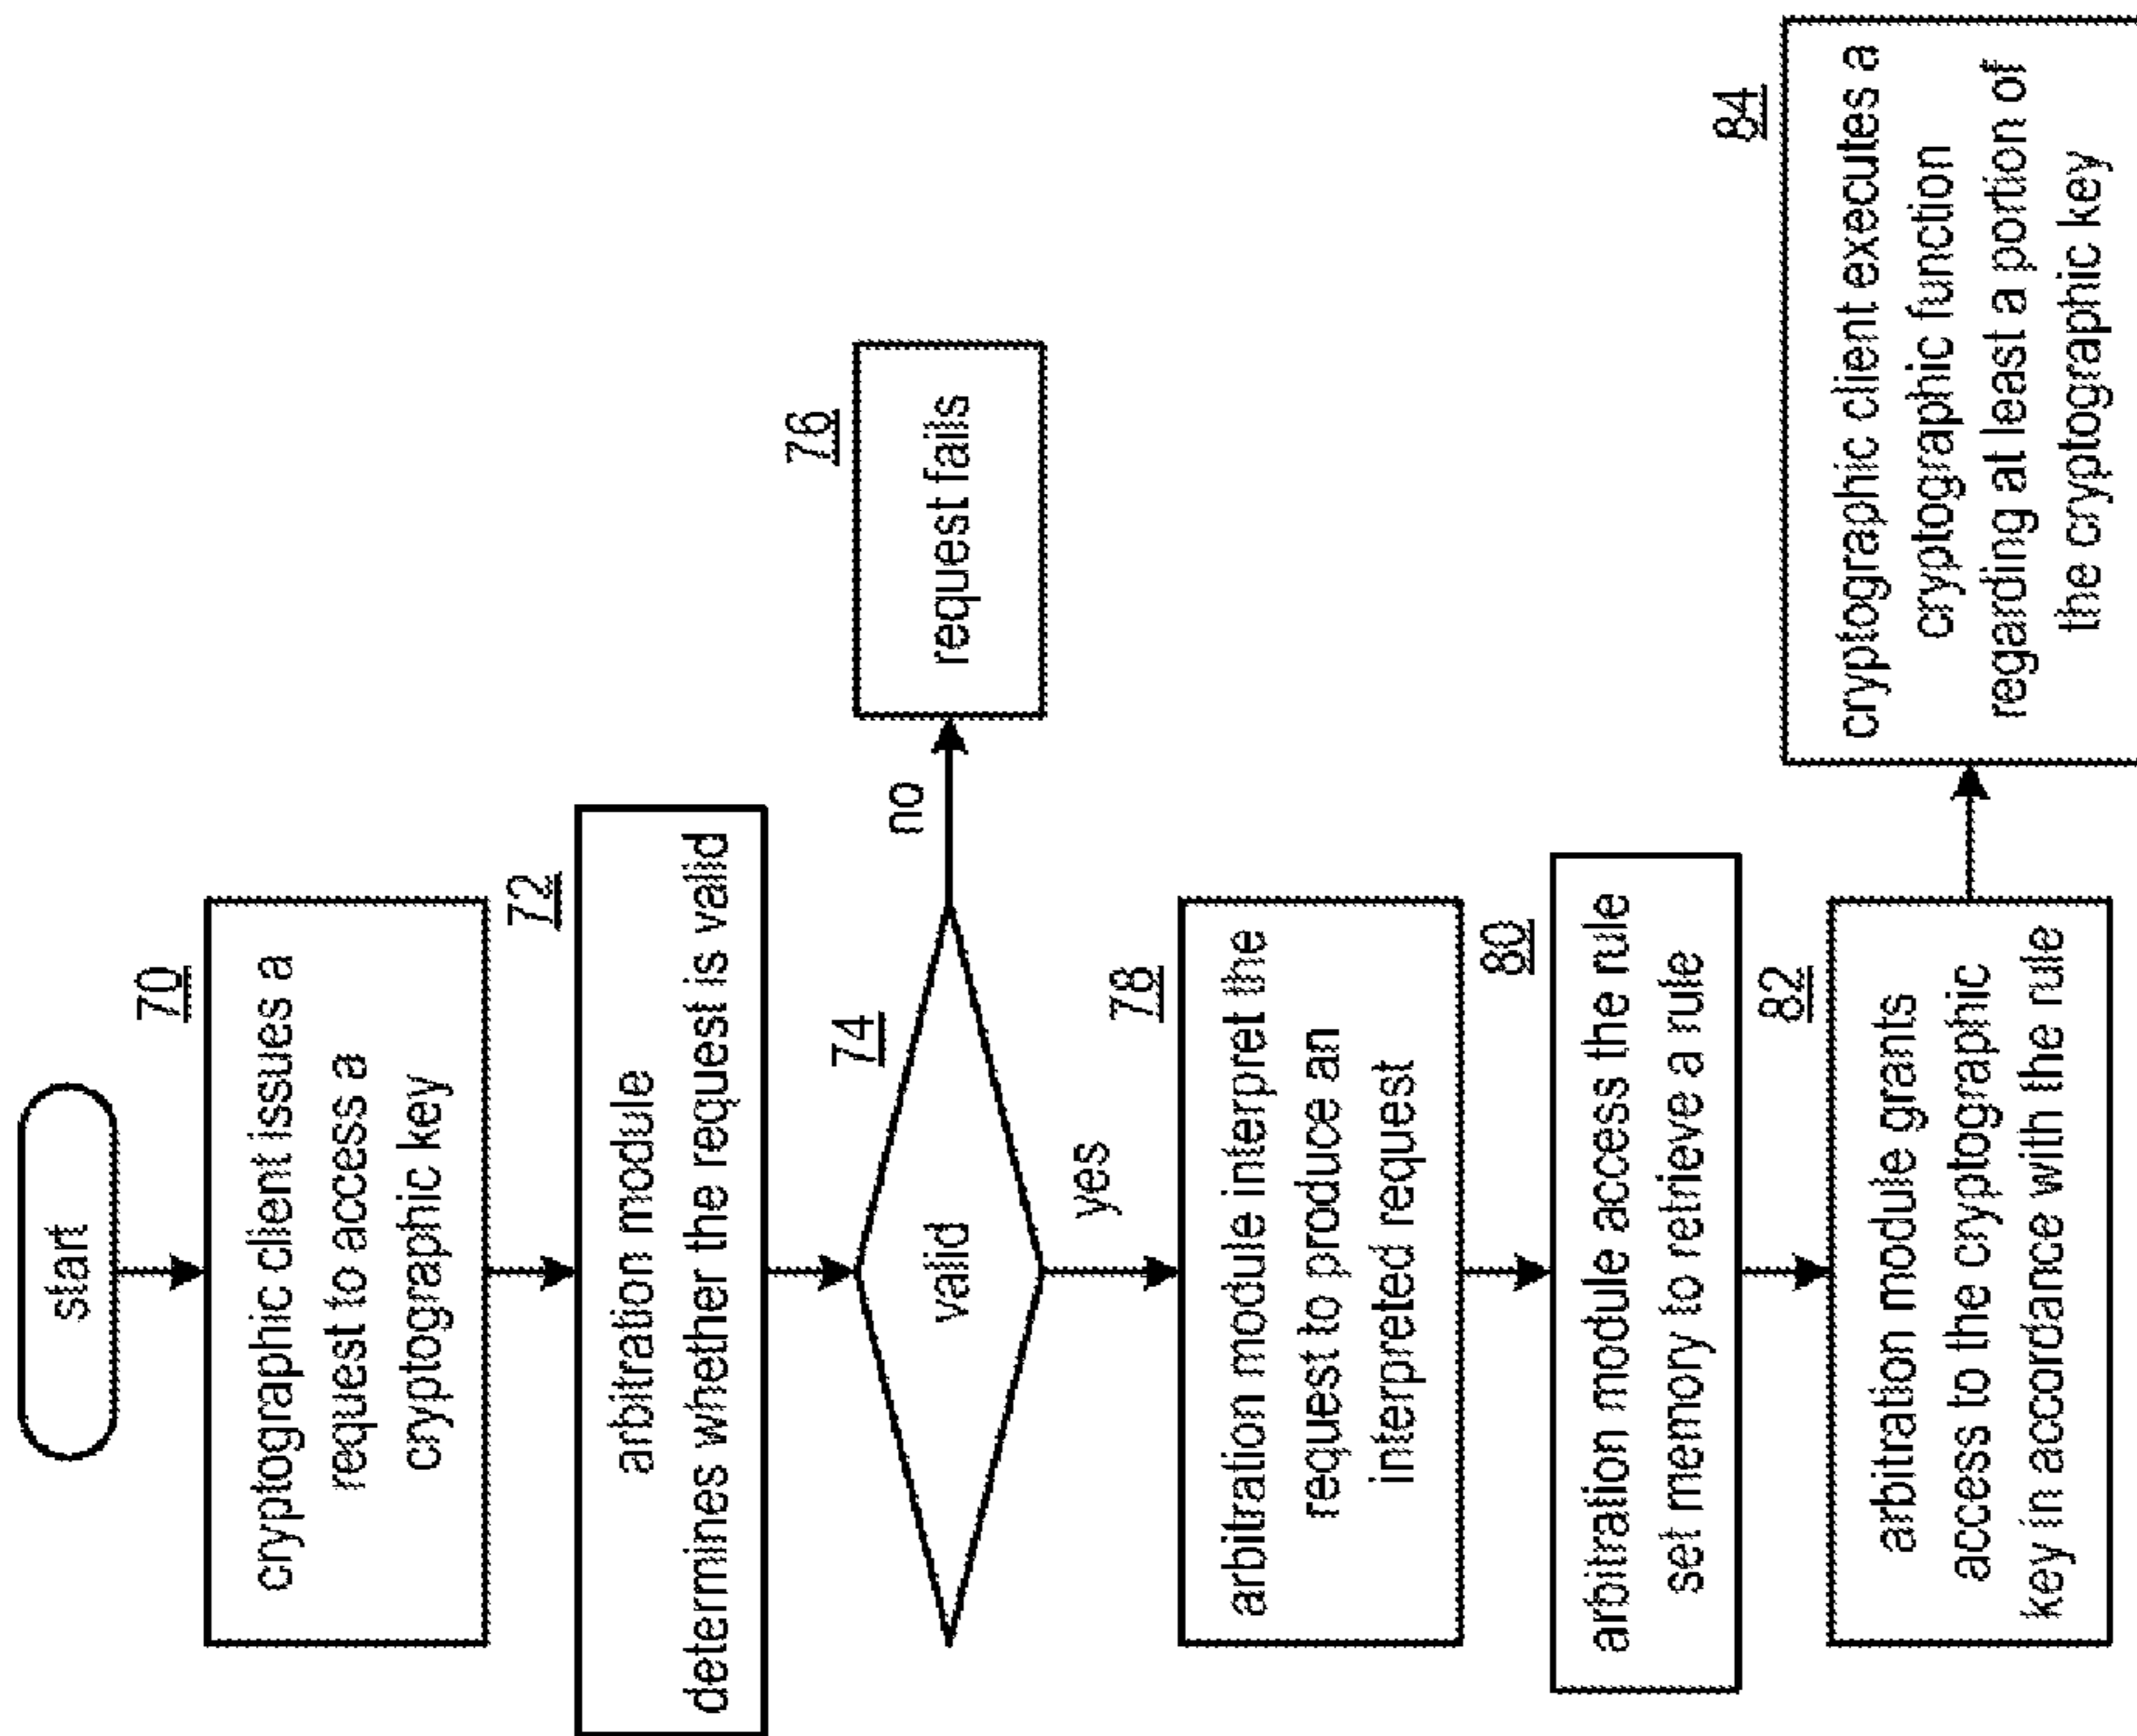 start
70
cryptographic client issues a
request to access a
cryptographic key
72
arbitration module
determines whether the request is valid
74
valid
no
76
request fails
yes
78
arbitration module interpret the
request to produce an
interpreted request
80
arbitration module access the rule
set memory to retrieve a rule
82
arbitration module grants
access to the cryptographic
key in accordance with the rule
84
cryptographic client executes a
cryptographic function
regarding at least a portion of
the cryptographic key